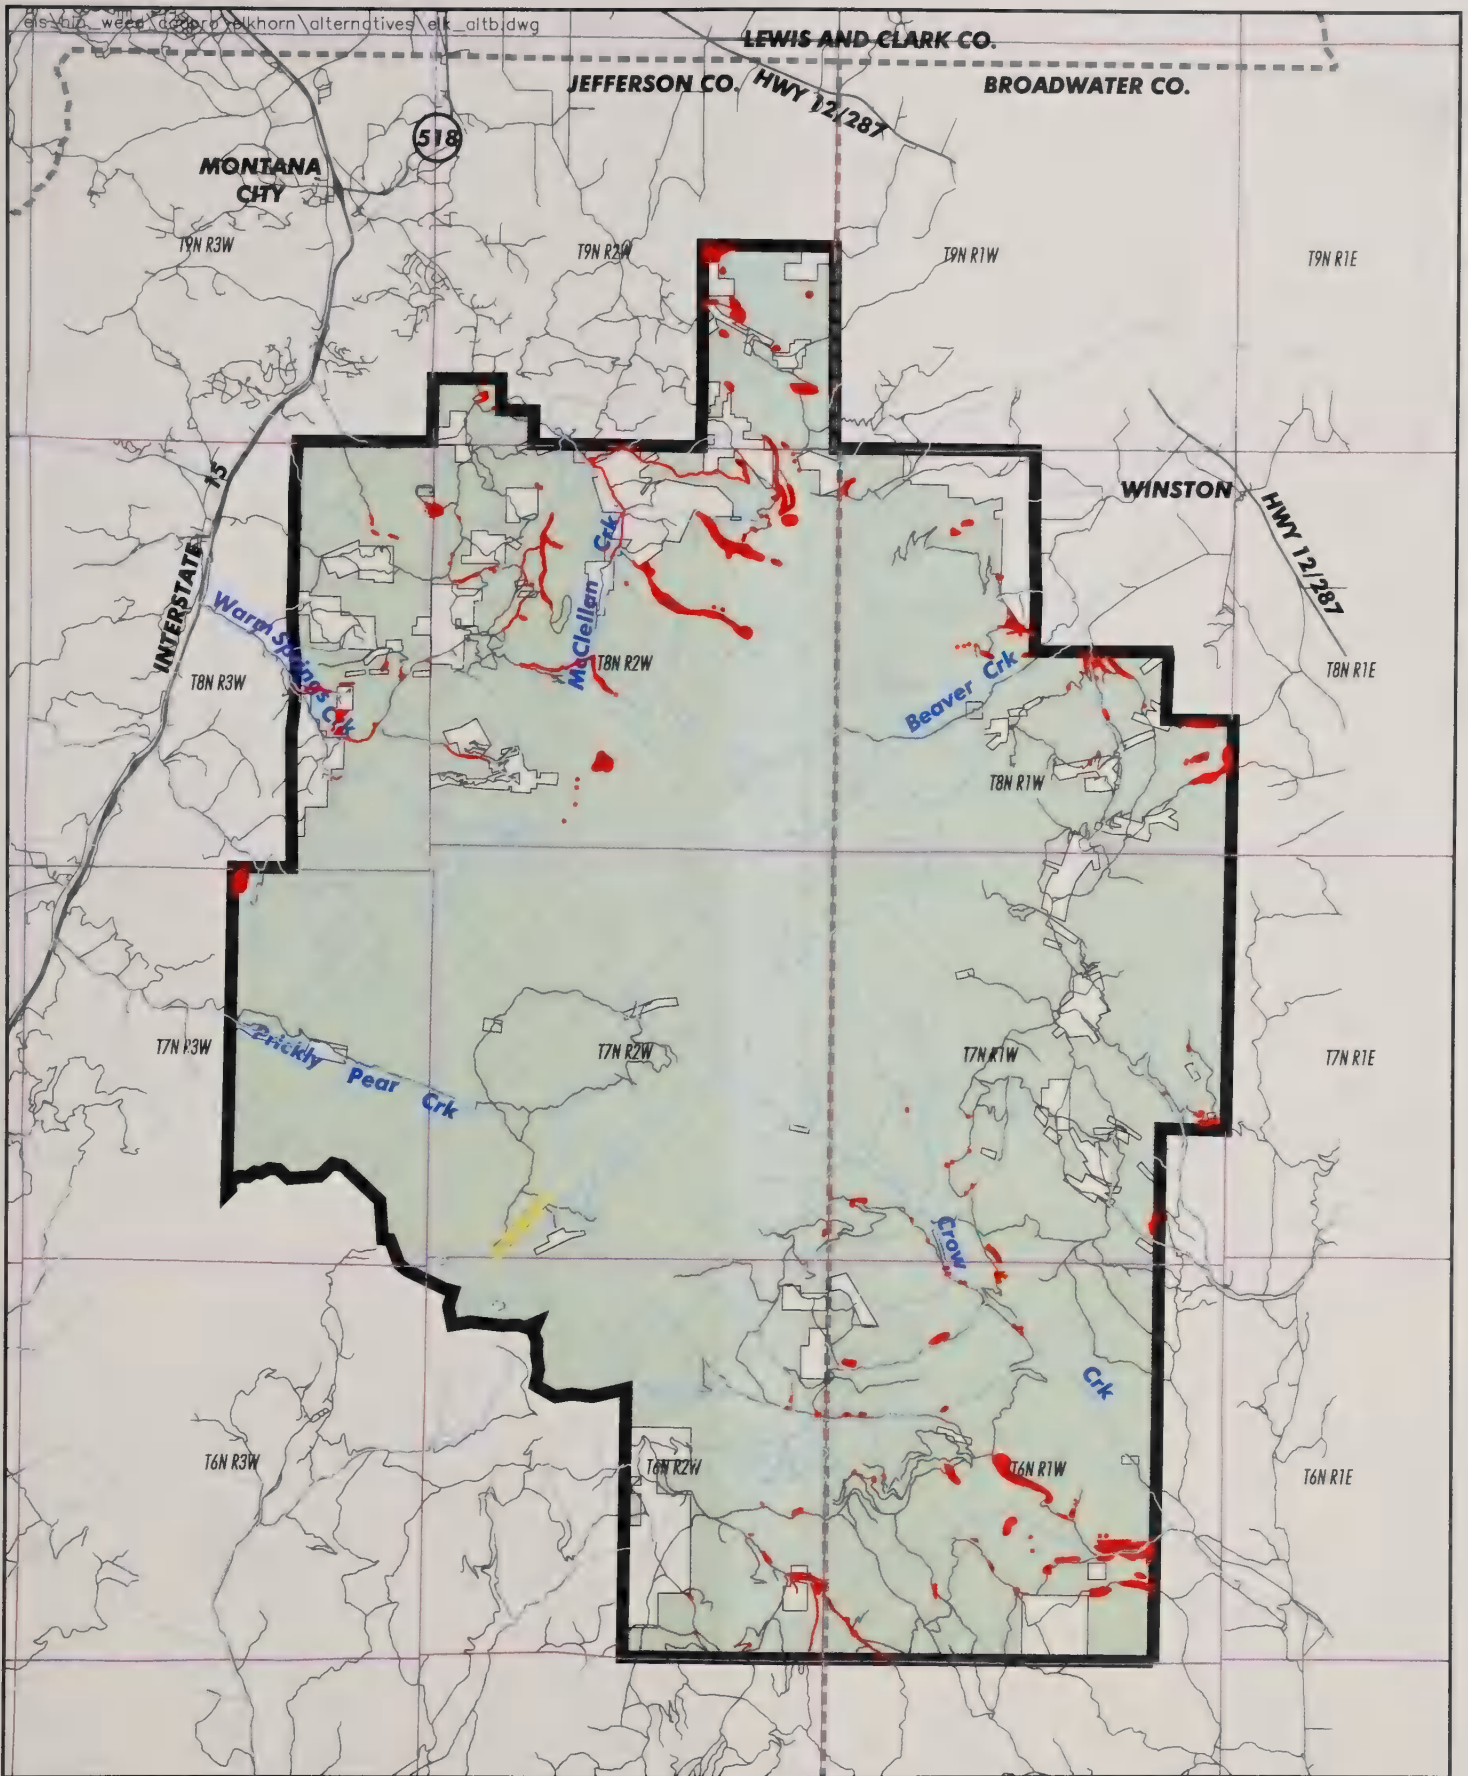 LEWIS AND CLARK CO.
JEFFERSON CO.
HWY 12/287
BROADWATER CO.
518
MONTANA
CITY
T9N R3W
T9N R2W
T9N R1W
T9N R1E
INTERSTATE 15
WINSTON
HWY 12/287
Warm Springs Crk
McClellan Crk
Beaver Crk
T8N R3W
T8N R2W
T8N R1W
T8N R1E
Prickly Pear Crk
T7N R3W
T7N R2W
T7N R1W
T7N R1E
Crow
Crk
T6N R3W
T6N R2W
T6N R1W
T6N R1E